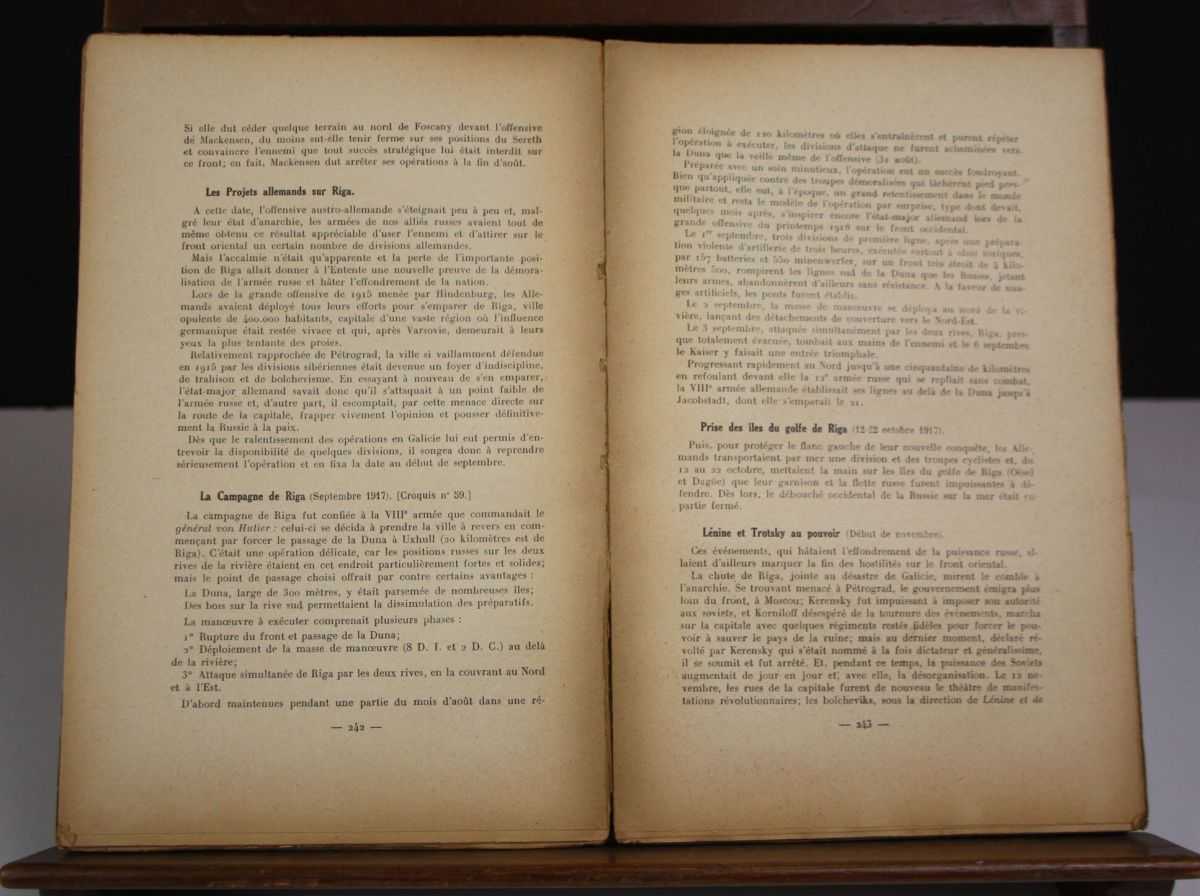 Si elle dut céder quelque terrain au nord de Foscany devant l'offensive
de Mackensen, du moins sut-elle tenir ferme sur ses positions du Sereth
et convaincre l'ennemi que tout succès stratégique lui était interdit sur
ce front; en fait, Mackensen dut arrêter ses opérations à la fin d'août.
Les Projets allemands sur Riga.
A cette date, l'offensive austro-allemande s'éteignait peu à peu et, mal-
gré leur état d'anarchie, les armées de nos alliés russes avaient tout de
même obtenu ce résultat appréciable d'user l'ennemi et d'attirer sur le
front oriental un certain nombre de divisions allemandes.
Mais l'accalmie n'était qu'apparente et la perte de l'importante posi-
tion de Riga allait donner à l'Entente une nouvelle preuve de la démora-
lisation de l'armée russe et hâter l'effondrement de la nation.
Lors de la grande offensive de 1915 menée par Hindenburg, les Alle-
mands avaient déployé tous leurs efforts pour s'emparer de Riga, ville
opulente de 400.000 habitants, capitale d'une vaste région où l'influence
germanique était restée vivace et qui, après Varsovie, demeurait à leurs
yeux la plus tentante des proies.
Relativement rapprochée de Pétrograd, la ville si vaillamment défendue
en 1915 par les divisions sibériennes était devenue un foyer d'indiscipline,
de trahison et de bolchevisme. En essayant à nouveau de s'en emparer,
l'état-major allemand savait donc qu'il s'attaquait à un point faible de
l'armée russe et, d'autre part, il escomptait, par cette menace directe sur
la route de la capitale, frapper vivement l'opinion et pousser définitive-
ment la Russie à la paix.
Dès que le ralentissement des opérations en Galicie lui eut permis d'en-
trevoir la disponibilité de quelques divisions, il songea donc à reprendre
sérieusement l'opération et en fixa la date au début de septembre.
La Campagne de Riga (Septembre 1917). [Croquis n° 59.]
La campagne de Riga fut confiée à la VIIIe armée que commandait le
général von Hutier : celui-ci se décida à prendre la ville à revers en com-
mençant par forcer le passage de la Duna à Uxhull (20 kilomètres est de
Riga). C'était une opération délicate, car les positions russes sur les deux
rives de la rivière étaient en cet endroit particulièrement fortes et solides;
mais le point de passage choisi offrait par contre certains avantages :
La Duna, large de 300 mètres, y était parsemée de nombreuses îles;
Des bois sur la rive sud permettaient la dissimulation des préparatifs.
La manœuvre à exécuter comprenait plusieurs phases :
1° Rupture du front et passage de la Duna;
2° Déploiement de la masse de manœuvre (8 D. I. et 2 D. C.) au delà
de la rivière;
3° Attaque simultanée de Riga par les deux rives, en la couvrant au Nord
et à l'Est.
D'abord maintenues pendant une partie du mois d'août dans une ré-
— 242 —
gion éloignée de 120 kilomètres où elles s'entraînèrent et purent répéter
l'opération à exécuter, les divisions d'attaque ne furent acheminées vers
la Duna que la veille même de l'offensive (31 août).
Préparée avec un soin minutieux, l'opération eut un succès foudroyant.
Bien qu'appliquée contre des troupes démoralisées qui lâchèrent pied pres-
que partout, elle eut, à l'époque, un grand retentissement dans le monde
militaire et resta le modèle de l'opération par surprise, type dont devait,
quelques mois après, s'inspirer encore l'état-major allemand lors de la
grande offensive du printemps 1918 sur le front occidental.
Le 1er septembre, trois divisions de première ligne, après une prépara-
tion violente d'artillerie de trois heures, exécutée surtout à obus toxiques,
par 157 batteries et 550 minenwerfer, sur un front très étroit de 4 kilo-
mètres 500, rompirent les lignes sud de la Duna que les Russes, jetant
leurs armes, abandonnèrent d'ailleurs sans résistance. A la faveur de nua-
ges artificiels, les ponts furent établis.
Le 2 septembre, la masse de manœuvre se déploya au nord de la ri-
vière, lançant des détachements de couverture vers le Nord-Est.
Le 3 septembre, attaquée simultanément par les deux rives, Riga, pres-
que totalement évacuée, tombait aux mains de l'ennemi et le 6 septembre
le Kaiser y faisait une entrée triomphale.
Progressant rapidement au Nord jusqu'à une cinquantaine de kilomètres
en refoulant devant elle la 12e armée russe qui se repliait sans combat,
la VIIIe armée allemande établissait ses lignes au delà de la Duna jusqu'à
Jacobstadt, dont elle s'emparait le 21.
Prise des îles du golfe de Riga (12-22 octobre 1917).
Puis, pour protéger le flanc gauche de leur nouvelle conquête, les Alle-
mands transportaient par mer une division et des troupes cyclistes et, du
12 au 22 octobre, mettaient la main sur les îles du golfe de Riga (Oësel
et Dagöe) que leur garnison et la flotte russe furent impuissantes à dé-
fendre. Dès lors, le débouché occidental de la Russie sur la mer était en
partie fermé.
Lénine et Trotsky au pouvoir (Début de novembre).
Ces événements, qui hâtaient l'effondrement de la puissance russe, al-
laient d'ailleurs marquer la fin des hostilités sur le front oriental.
La chute de Riga, jointe au désastre de Galicie, mirent le comble à
l'anarchie. Se trouvant menacé à Pétrograd, le gouvernement émigra plus
loin du front, à Moscou; Kerensky fut impuissant à imposer son autorité
aux soviets, et Korniloff désespéré de la tournure des événements, marcha
sur la capitale avec quelques régiments restés fidèles pour forcer le pou-
voir à sauver le pays de la ruine; mais au dernier moment, déclaré ré-
volté par Kerensky qui s'était nommé à la fois dictateur et généralissime,
il se soumit et fut arrêté. Et, pendant ce temps, la puissance des Soviets
augmentait de jour en jour et, avec elle, la désorganisation. Le 12 no-
vembre, les rues de la capitale furent de nouveau le théâtre de manifes-
tations révolutionnaires; les bolcheviks, sous la direction de Lénine et de
— 243 —